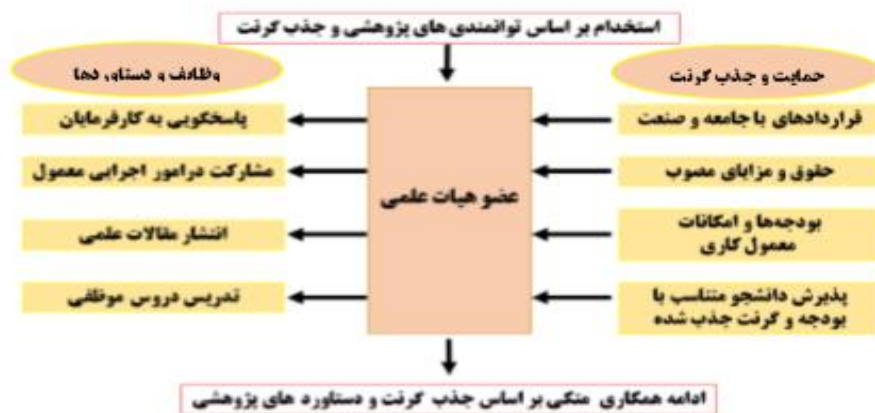 استخدام بر اساس توانمندی های پژوهشی و جذب گرنت
حمایت و جذب گرنت
قراردادهای با جامعه و صنعت
حقوق و مزایای مصوب
بودجه‌ها و امکانات
معمول کاری
پذیرش دانشجو متناسب با
بودجه و گرنت جذب شده
عضو هیات علمی
وظائف و دستاوردها
پاسخگویی به کارفرمایان
مشارکت درامور اجرایی معمول
انتشار مقالات علمی
تدریس دروس موظفی
ادامه همکاری متکی بر اساس جذب گرنت و دستاورد های پژوهشی